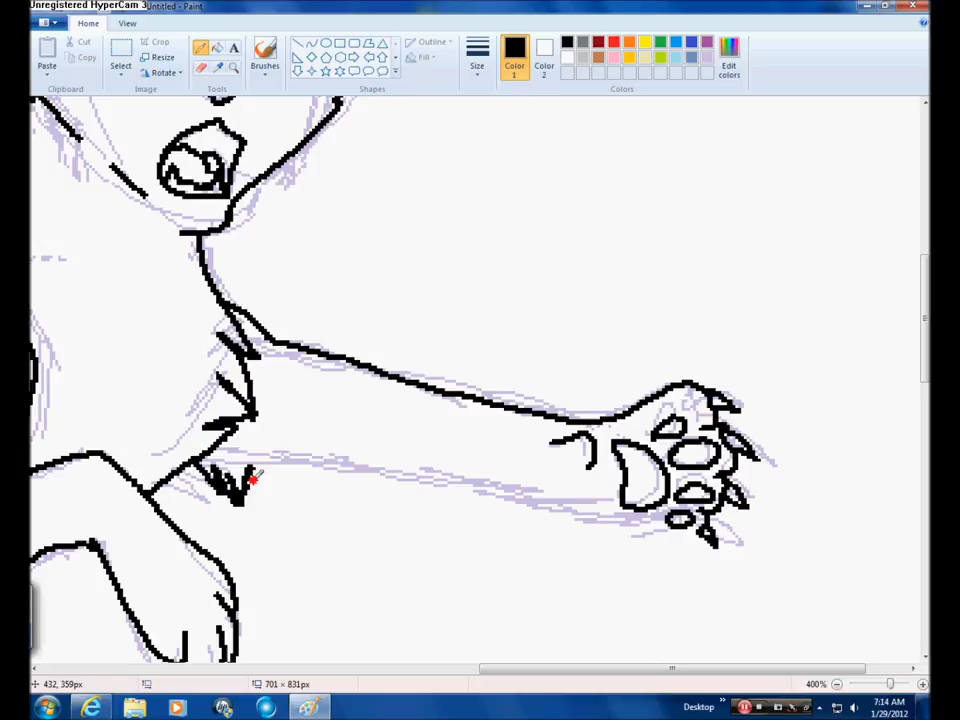 Unregistered HyperCam 3
Untitled - Paint
Home View
Paste
Cut
Copy
Clipboard
Select
Crop
Resize
Rotate
Image
A
Tools
Brushes
Outline
Fill
Shapes
Size
Color 1
Color 2
Edit colors
Colors
432, 359px
701 × 831px
400%
Desktop
7:14 AM
1/29/2012